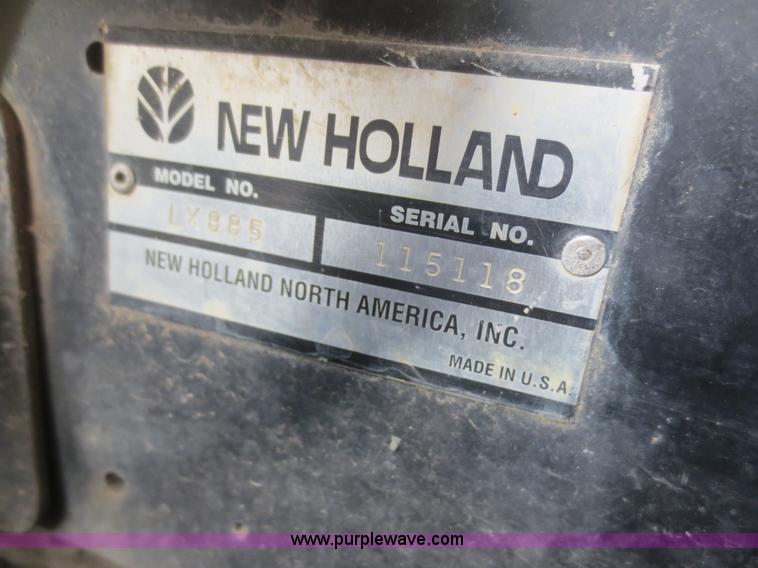 NEW HOLLAND
MODEL NO.
LX885
SERIAL NO.
115118
NEW HOLLAND NORTH AMERICA, INC.
MADE IN U.S.A.
www.purplewave.com